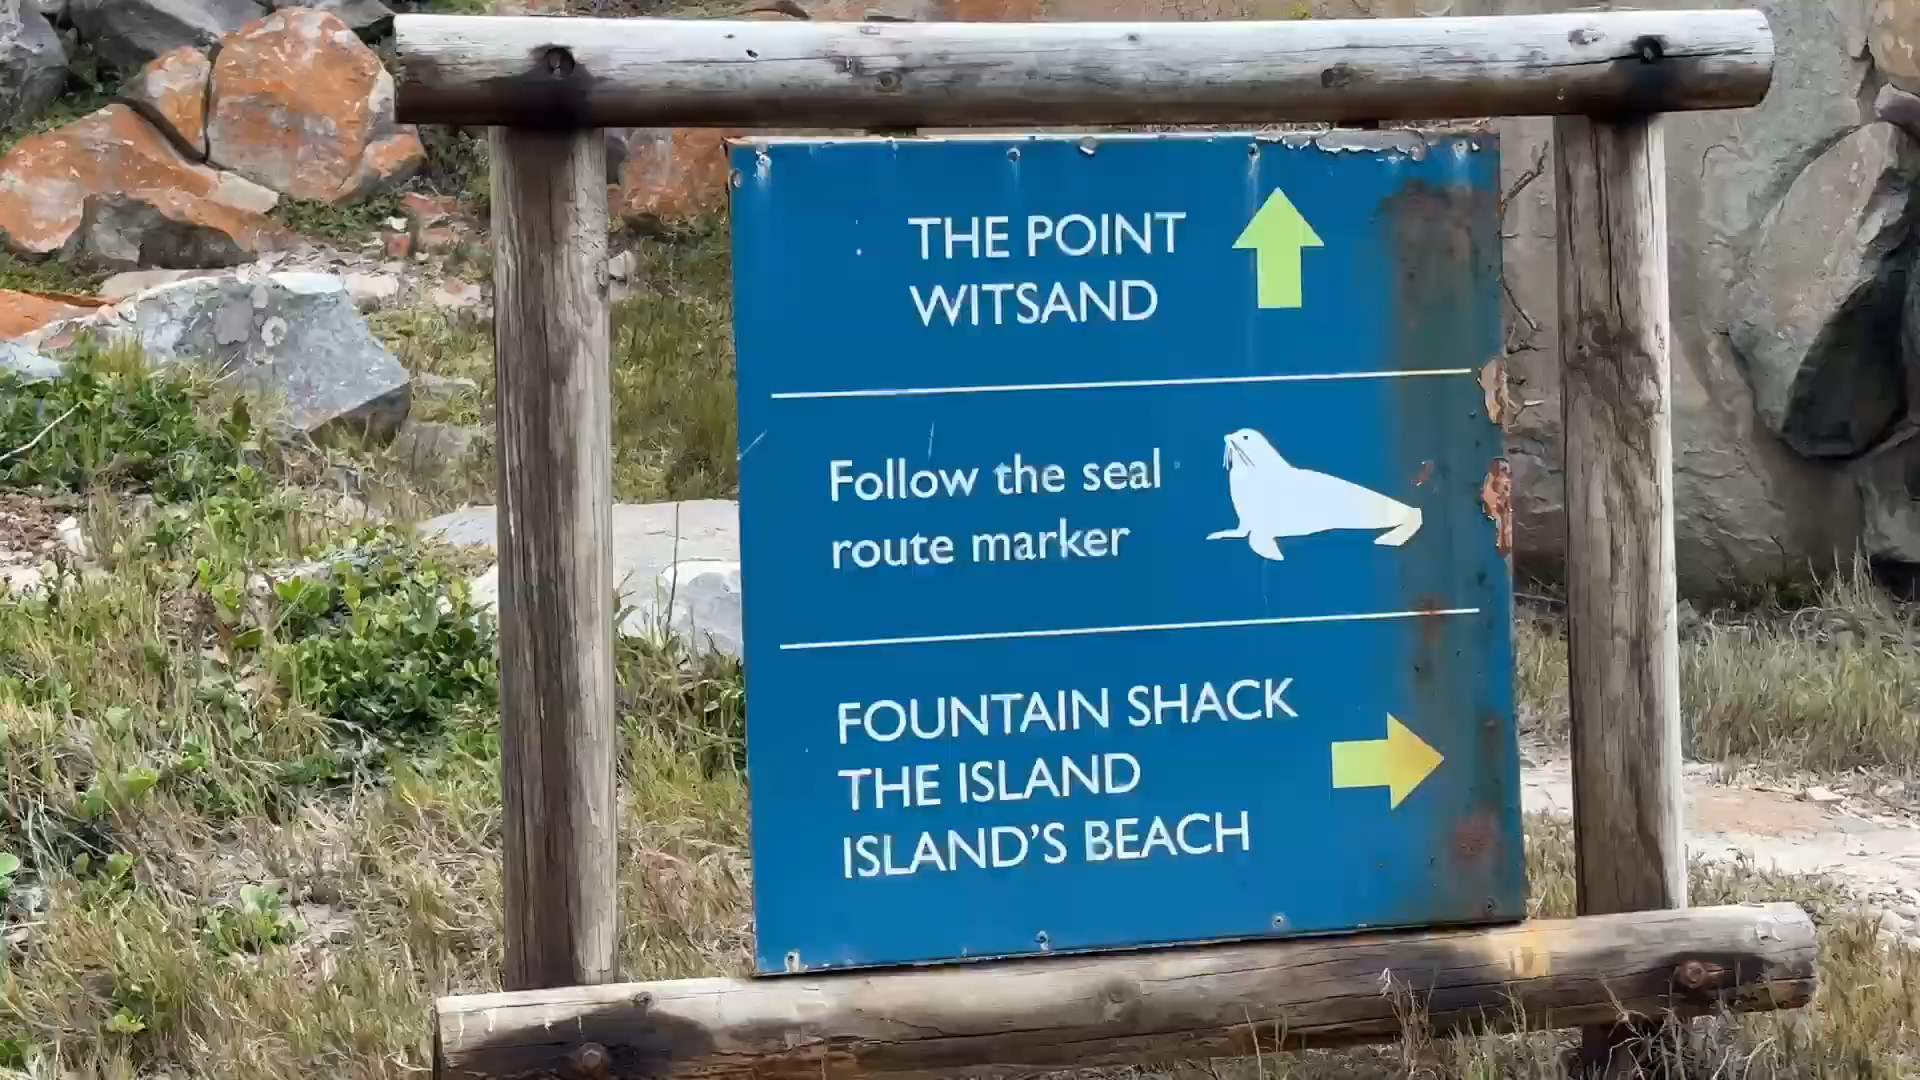 THE POINT
WITSAND
Follow the seal
route marker
FOUNTAIN SHACK
THE ISLAND
ISLAND'S BEACH